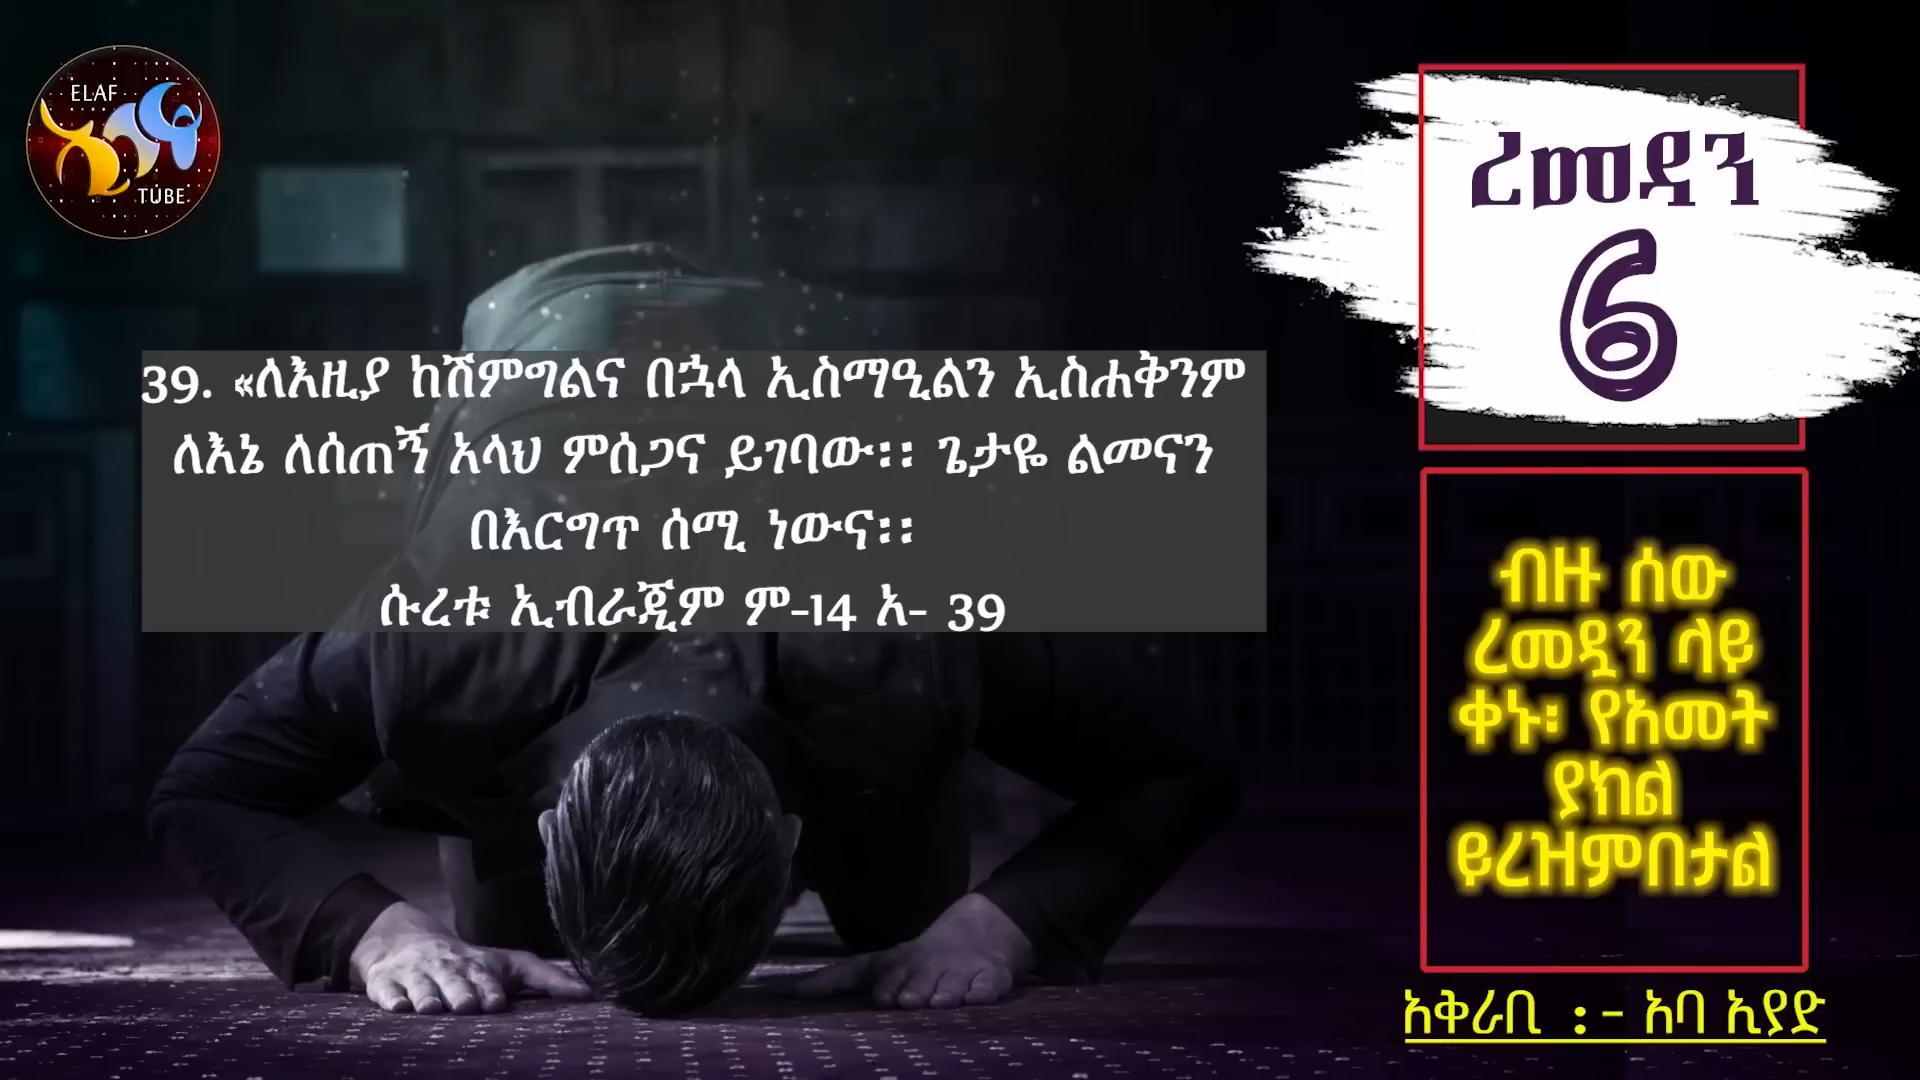 ELAF
ኢላፍ
TUBE
39. «ለእዚያ ከሽምግልና በኋላ ኢስማዒልን ኢስሐቅንም
ለእኔ ለሰጠኝ አላህ ምስጋና ይገባው፡፡ ጌታዬ ልመናን
በእርግጥ ሰሚ ነውና፡፡
ሱረቱ ኢብራጂም ም-14 አ- 39
ረመዳን
6
ብዙ ሰው
ረመዷን ላይ
ቀኑ፡ የአመት
ያክል
ይረዝምበታል
አቅራቢ :- አባ ኢያድ